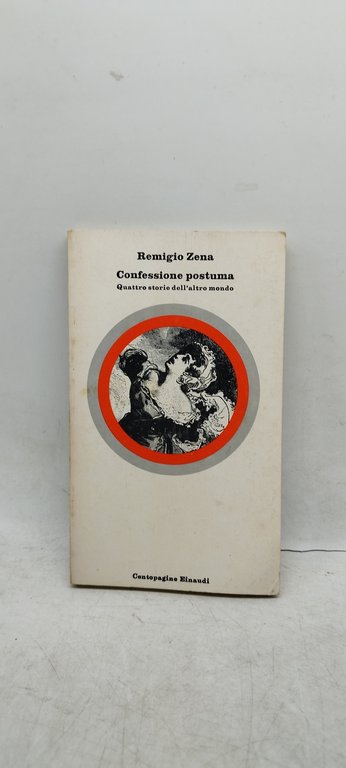 Remigio Zena
Confessione postuma
Quattro storie dell'altro mondo
Centopagine Einaudi